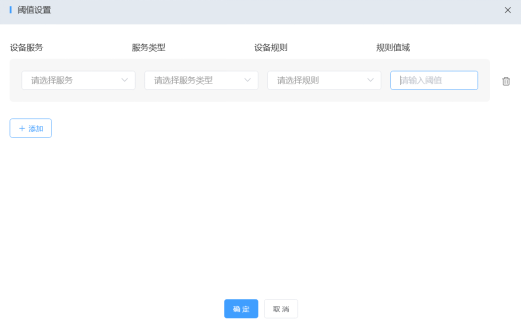 阈值设置
设备服务 服务类型 设备规则 规则值域
请选择服务 请选择服务类型 请选择规则 请输入阈值
+ 添加
确定 取消